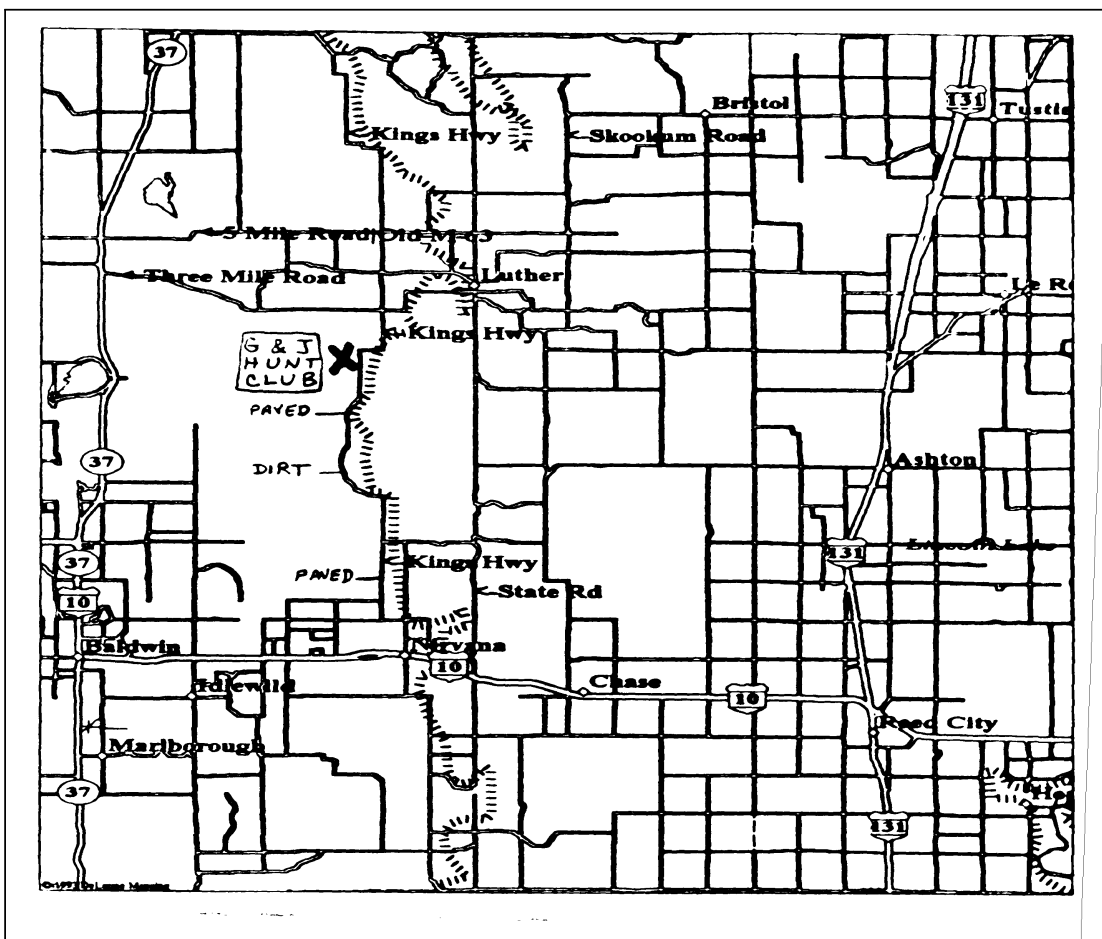 37
131
Bristol
Kings Hwy
Skookum Road
5 Mile Road/Old M-63
Three Mile Road
Luther
Kings Hwy
G & J
HUNT
CLUB
PAVED
DIRT
37
Ashton
131
37
Kings Hwy
PAVED
State Rd
10
Baldwin
Nirvana
10
Idlewild
Chase
10
Reed City
Marlborough
37
131